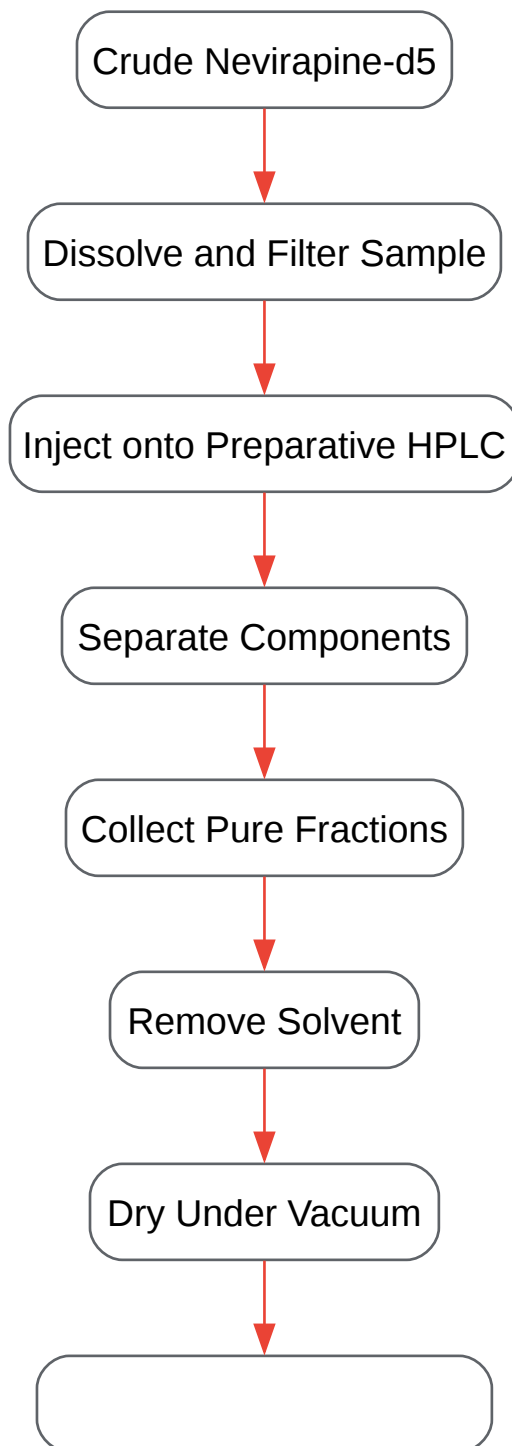 Crude Nevirapine-d5
Dissolve and Filter Sample
Inject onto Preparative HPLC
Separate Components
Collect Pure Fractions
Remove Solvent
Dry Under Vacuum